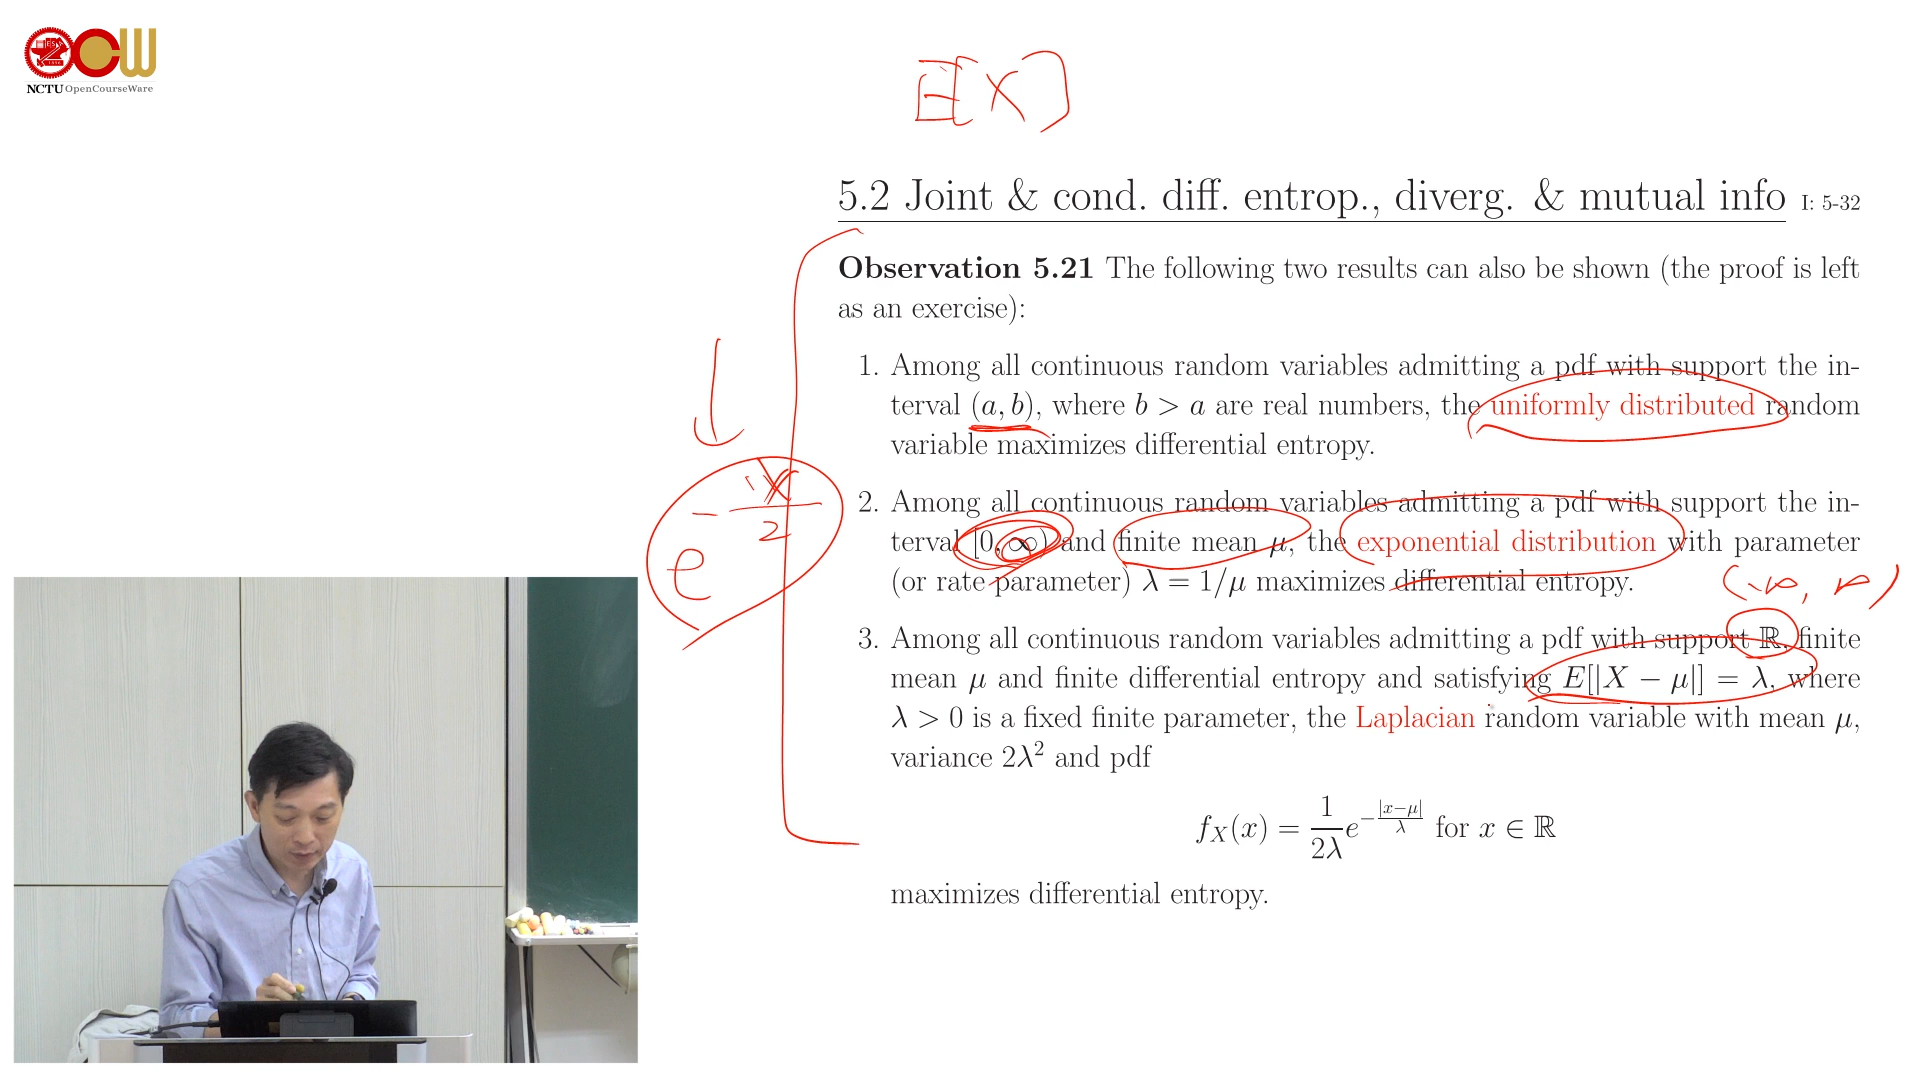 NCTU OpenCourseWare
E[X]
5.2 Joint & cond. diff. entrop., diverg. & mutual info I: 5-32
Observation 5.21 The following two results can also be shown (the proof is left
as an exercise):
1. Among all continuous random variables admitting a pdf with support the in-
terval (a, b), where b > a are real numbers, the uniformly distributed random
variable maximizes differential entropy.
2. Among all continuous random variables admitting a pdf with support the in-
terval [0, ∞) and finite mean μ, the exponential distribution with parameter
(or rate parameter) λ = 1/μ maximizes differential entropy.
(-∞, ∞)
3. Among all continuous random variables admitting a pdf with support ℝ, finite
mean μ and finite differential entropy and satisfying E[|X − μ|] = λ, where
λ > 0 is a fixed finite parameter, the Laplacian random variable with mean μ,
variance 2λ² and pdf
f_X(x) = 1/(2λ) e^{−|x−μ|/λ} for x ∈ ℝ
maximizes differential entropy.